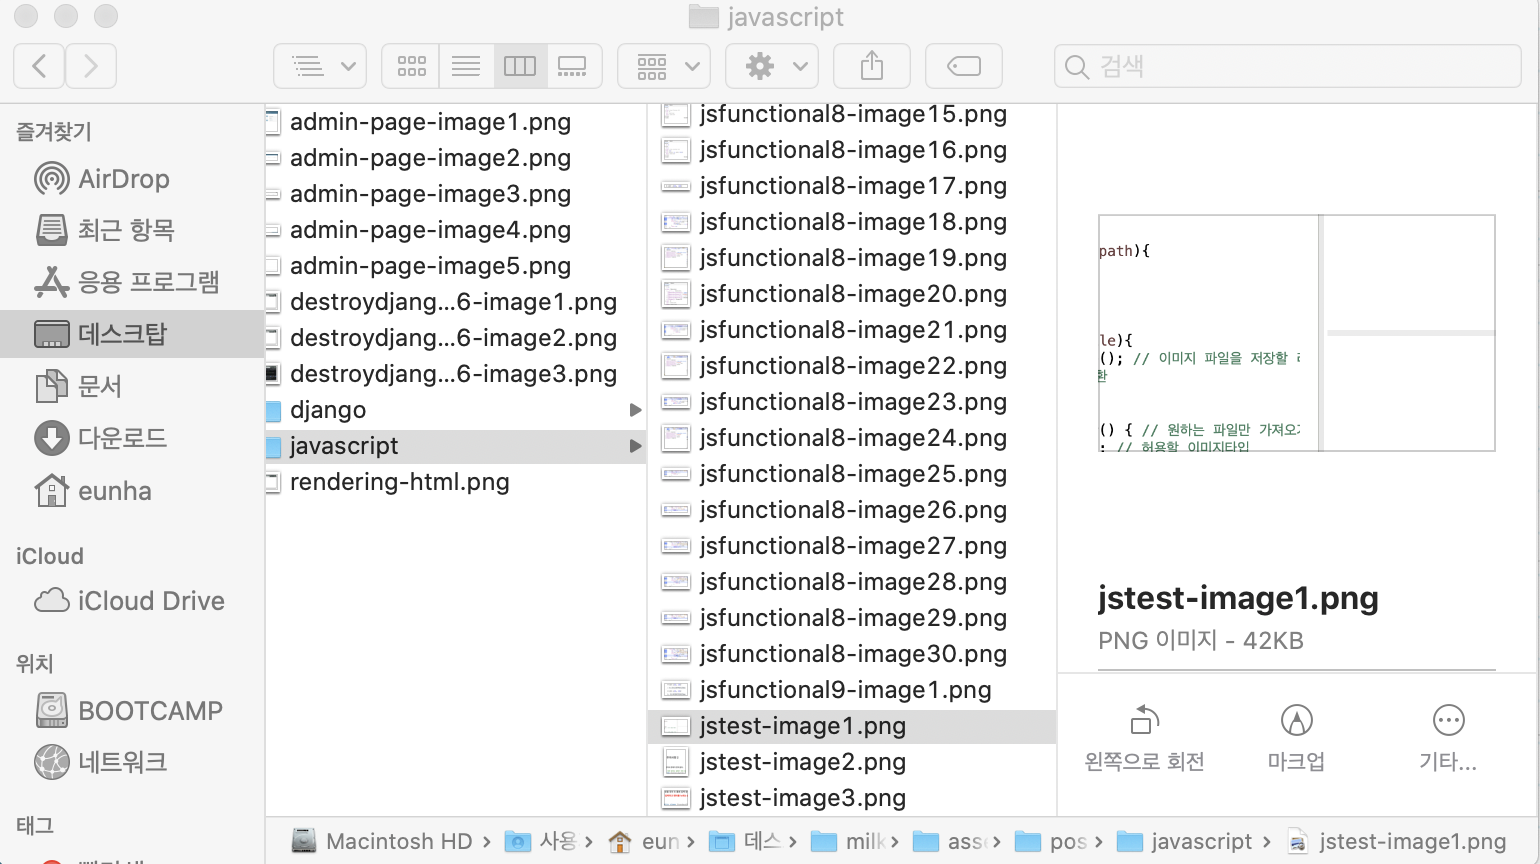 javascript
검색
즐겨찾기
AirDrop
최근 항목
응용 프로그램
데스크탑
문서
다운로드
eunha
iCloud
iCloud Drive
위치
BOOTCAMP
네트워크
태그
admin-page-image1.png
admin-page-image2.png
admin-page-image3.png
admin-page-image4.png
admin-page-image5.png
destroydjang...6-image1.png
destroydjang...6-image2.png
destroydjang...6-image3.png
django
javascript
rendering-html.png
jsfunctional8-image15.png
jsfunctional8-image16.png
jsfunctional8-image17.png
jsfunctional8-image18.png
jsfunctional8-image19.png
jsfunctional8-image20.png
jsfunctional8-image21.png
jsfunctional8-image22.png
jsfunctional8-image23.png
jsfunctional8-image24.png
jsfunctional8-image25.png
jsfunctional8-image26.png
jsfunctional8-image27.png
jsfunctional8-image28.png
jsfunctional8-image29.png
jsfunctional8-image30.png
jsfunctional9-image1.png
jstest-image1.png
jstest-image2.png
jstest-image3.png
path){
le){
(); // 이미지 파일을 저장할
환
() { // 원하는 파일만 가져오
; // 허용할 이미지타입
jstest-image1.png
PNG 이미지 - 42KB
왼쪽으로 회전
마크업
기타...
Macintosh HD › 사용 › eun › 데스 › milk › ass › pos › javascript › jstest-image1.png